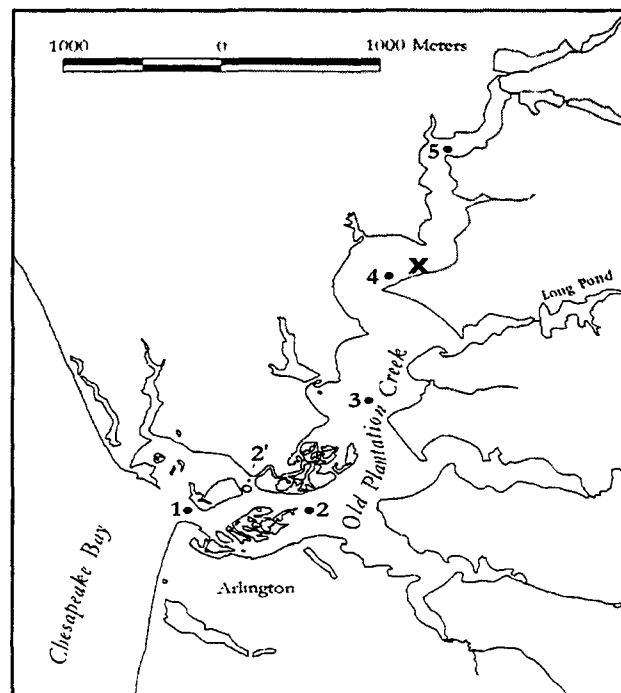 1000 0 1000 Meters
5
X
4
Long Pond
3
Old Plantation Creek
2'
1
2
Arlington
Chesapeake Bay